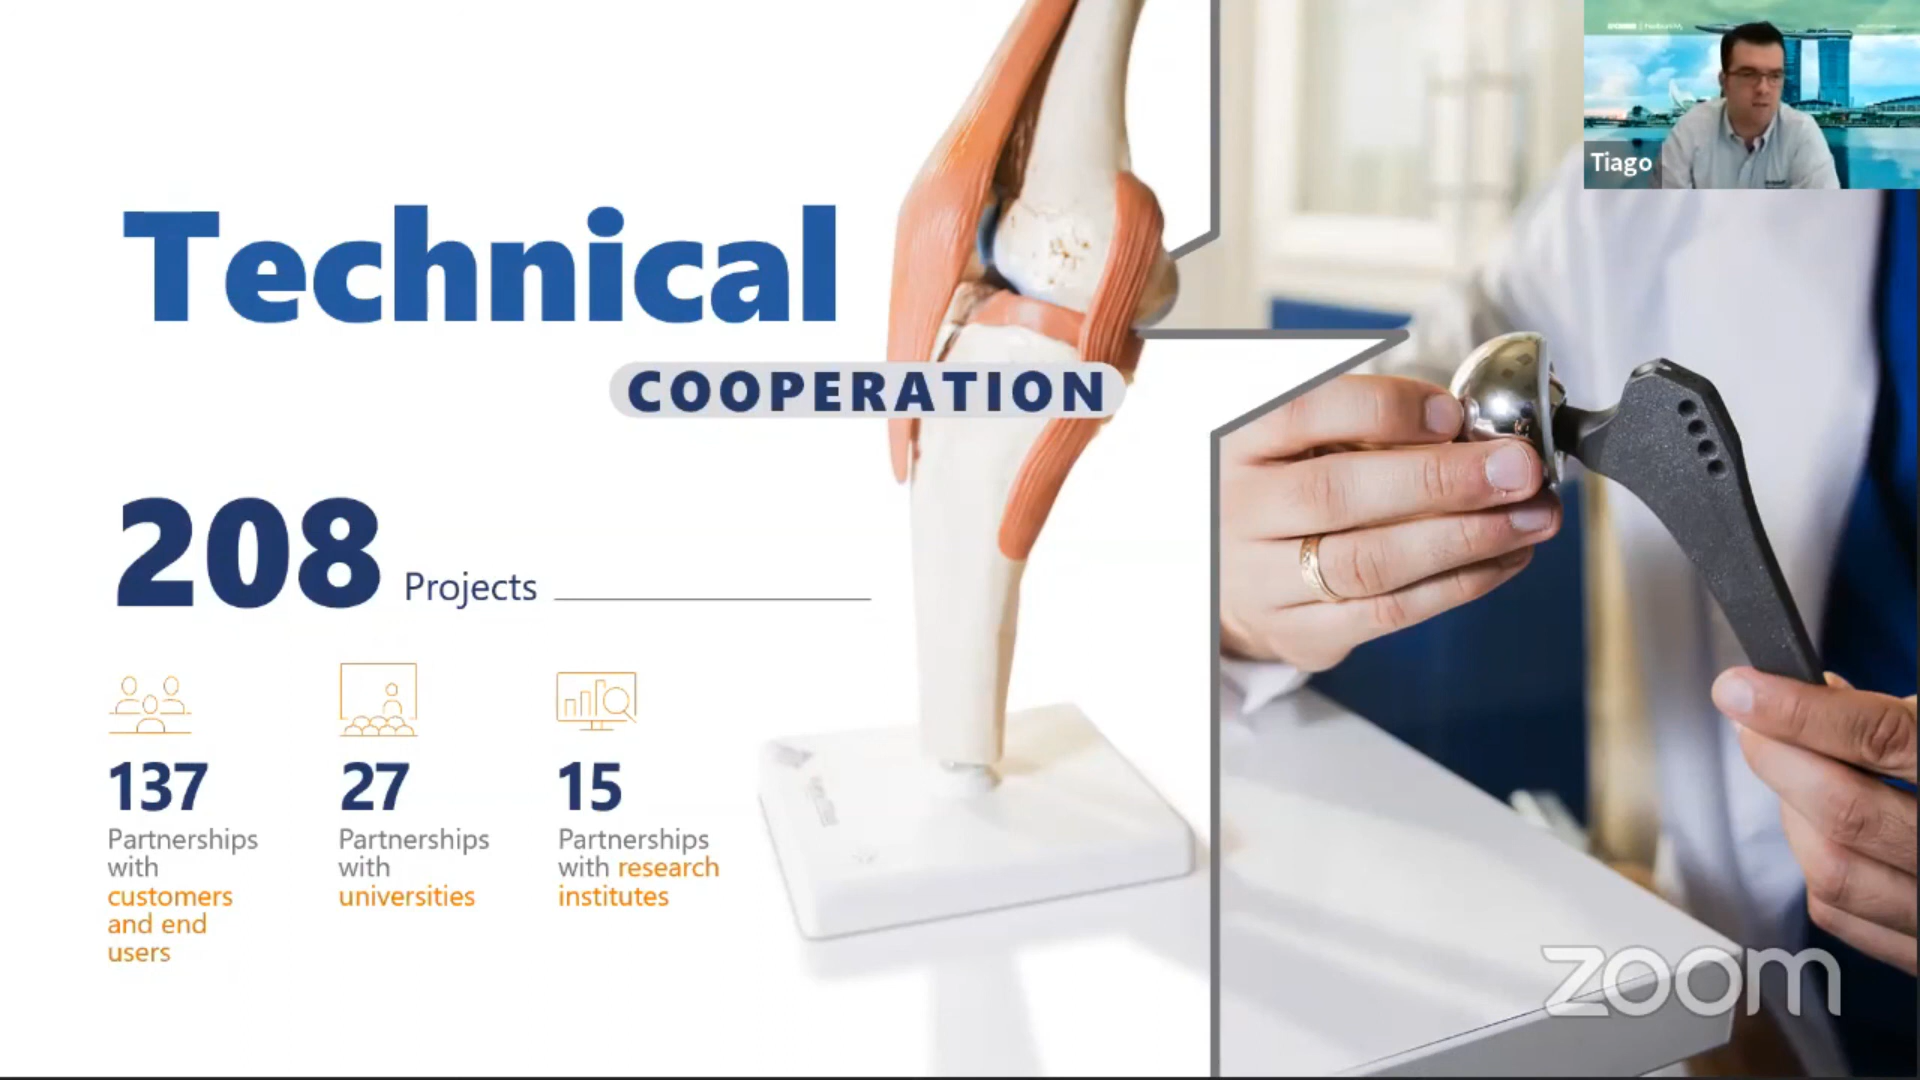 Tiago
Technical
COOPERATION
208 Projects
137
Partnerships
with
customers
and end
users
27
Partnerships
with
universities
15
Partnerships
with research
institutes
zoom